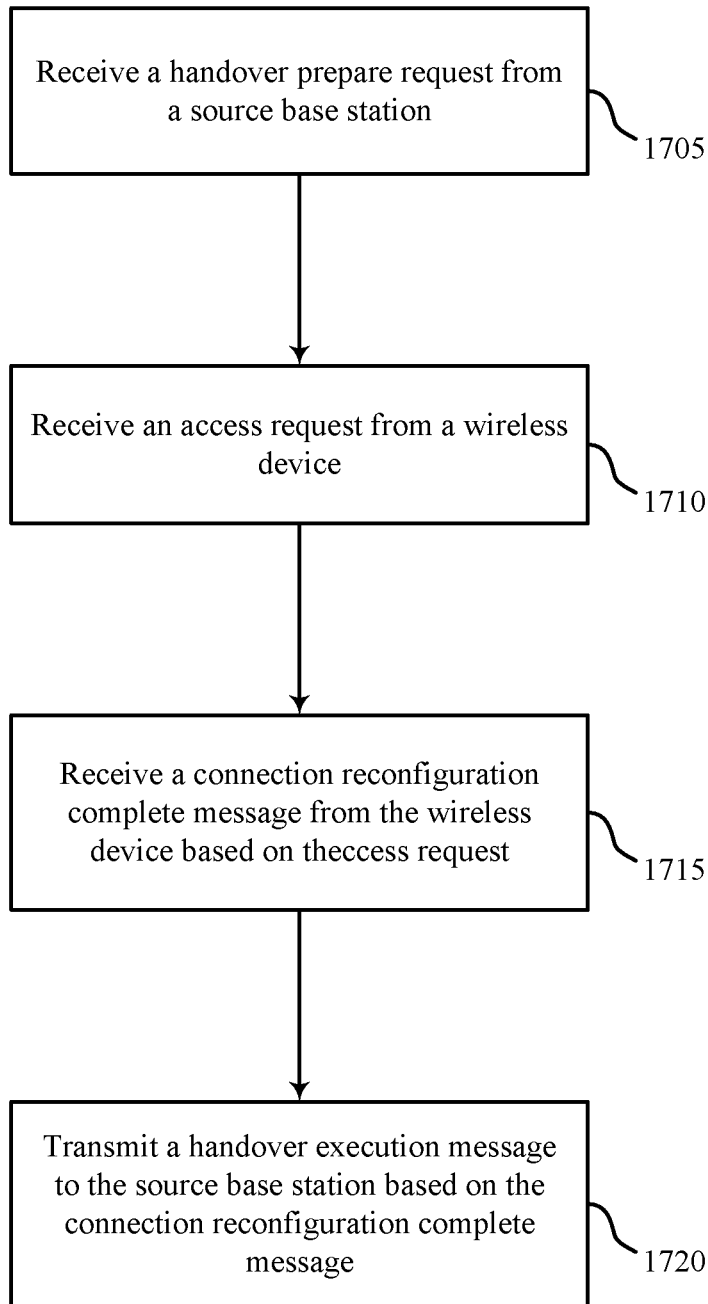 Receive a handover prepare request from
a source base station
1705
Receive an access request from a wireless
device
1710
Receive a connection reconfiguration
complete message from the wireless
device based on theccess request
1715
Transmit a handover execution message
to the source base station based on the
connection reconfiguration complete
message
1720